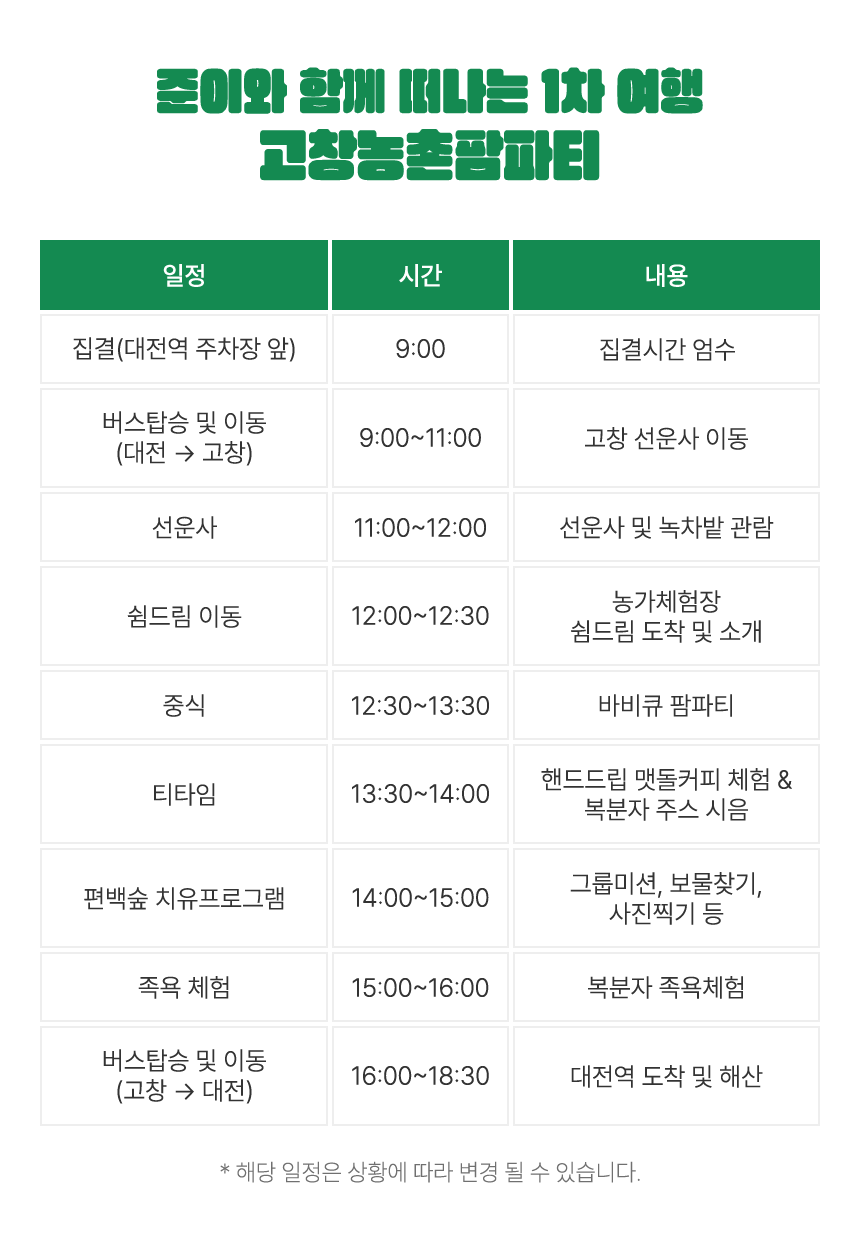 준이와 함께 떠나는 1차 여행
고창농촌팜파티
일정 시간 내용
집결(대전역 주차장 앞) 9:00 집결시간 엄수
버스탑승 및 이동
(대전 → 고창) 9:00~11:00 고창 선운사 이동
선운사 11:00~12:00 선운사 및 녹차밭 관람
쉼드림 이동 12:00~12:30 농가체험장
쉼드림 도착 및 소개
중식 12:30~13:30 바비큐 팜파티
티타임 13:30~14:00 핸드드립 맷돌커피 체험 &
복분자 주스 시음
편백숲 치유프로그램 14:00~15:00 그룹미션, 보물찾기,
사진찍기 등
족욕 체험 15:00~16:00 복분자 족욕체험
버스탑승 및 이동
(고창 → 대전) 16:00~18:30 대전역 도착 및 해산
* 해당 일정은 상황에 따라 변경 될 수 있습니다.